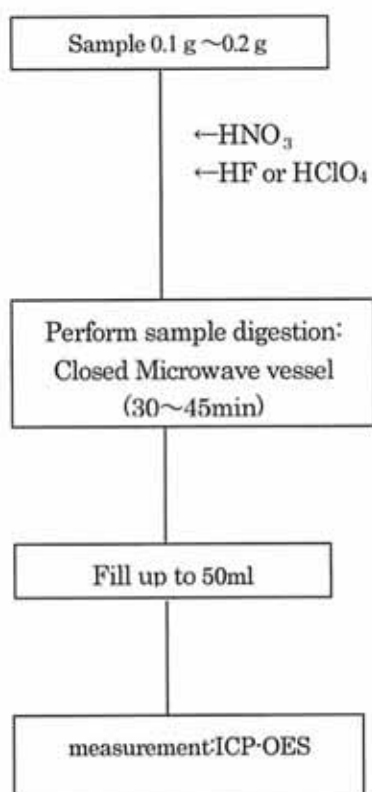 Sample 0.1 g ～0.2 g
←HNO₃
←HF or HClO₄
Perform sample digestion:
Closed Microwave vessel
(30～45min)
Fill up to 50ml
measurement:ICP-OES